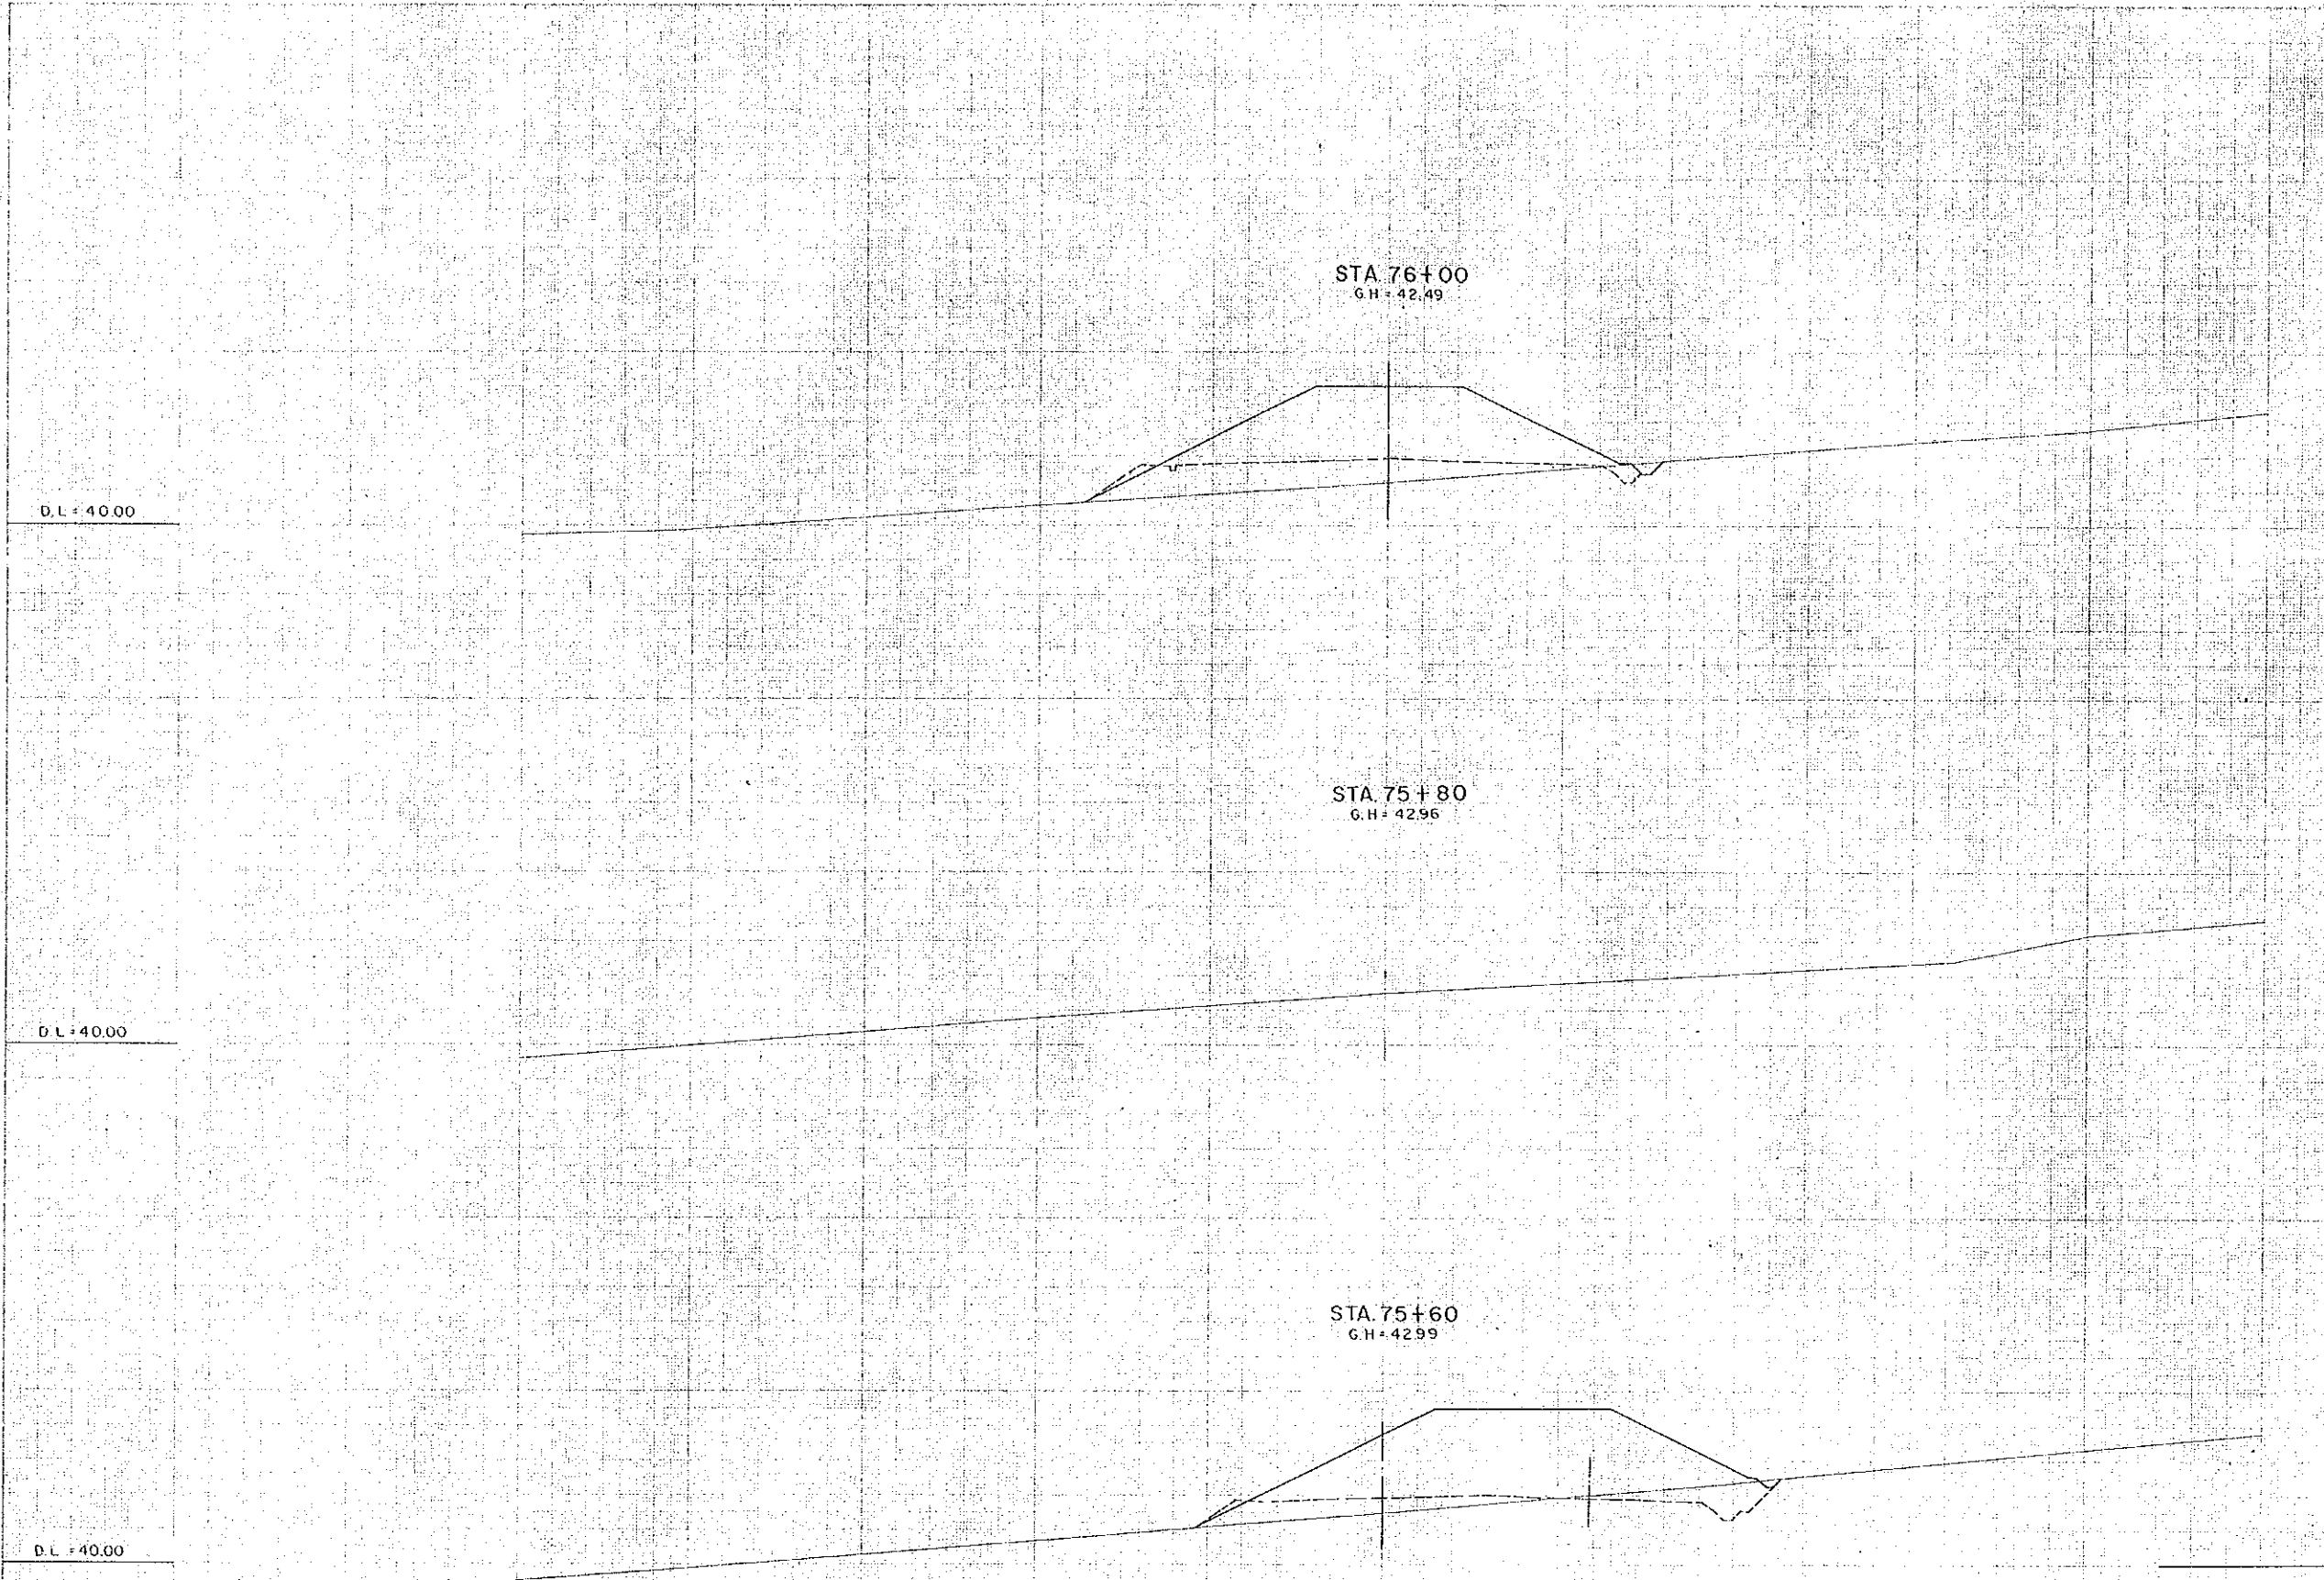 STA. 76+00
G.H = 42.49
D.L = 40.00
STA. 75+80
G.H = 42.96
D.L = 40.00
STA. 75+60
G.H = 42.99
D.L = 40.00